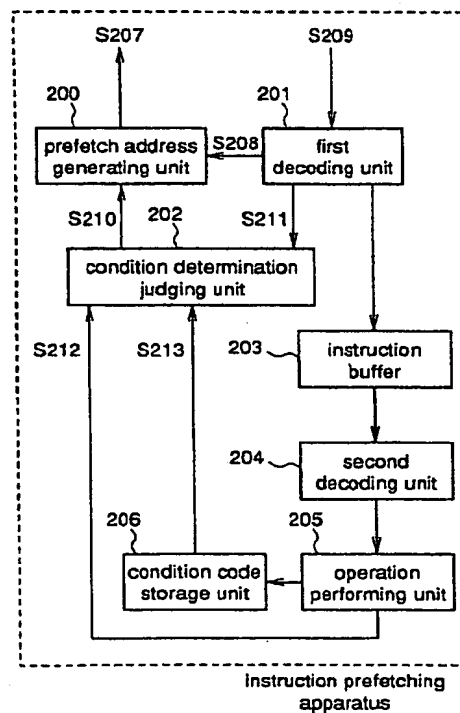 S207
S209
200
201
prefetch address
generating unit
S208
first
decoding unit
S210
202
S211
condition determination
judging unit
S212
S213
203
instruction
buffer
204
second
decoding unit
206
205
condition code
storage unit
operation
performing unit
instruction prefetching
apparatus